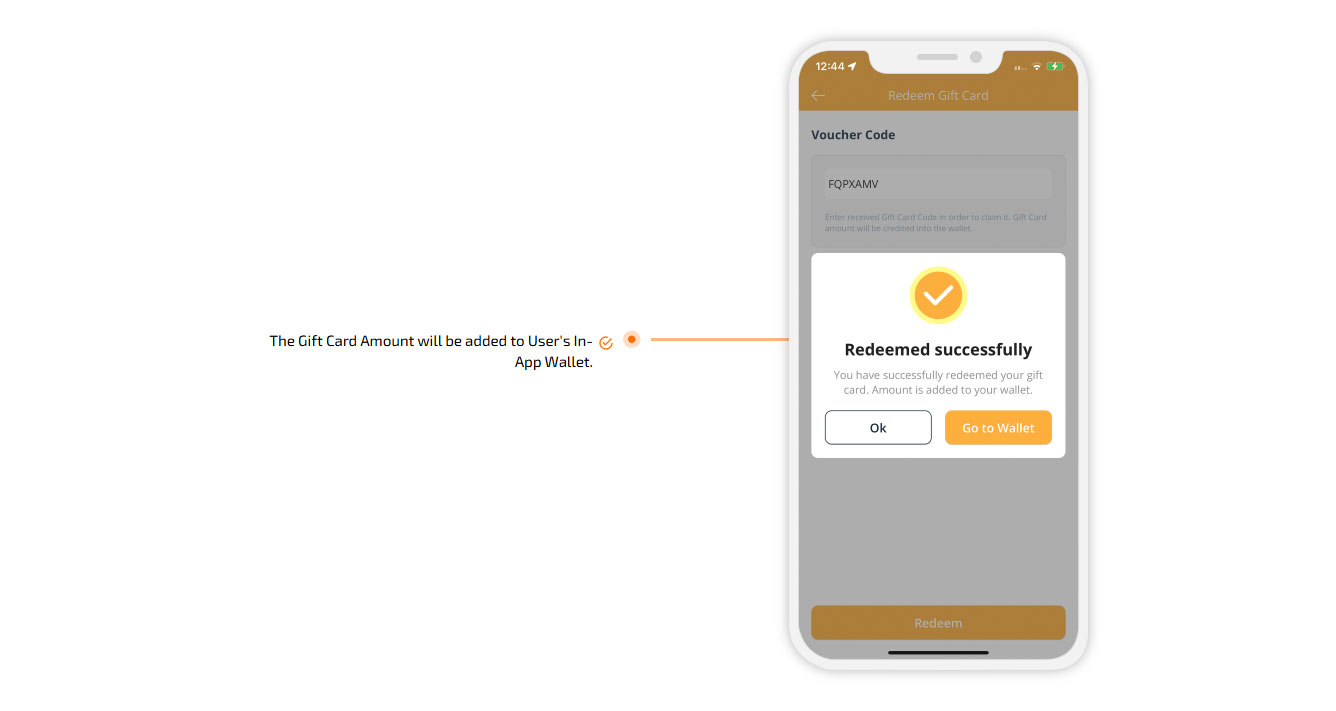 The Gift Card Amount will be added to User's In-
App Wallet.
12:44
Redeem Gift Card
Voucher Code
FQPXAMV
Enter received Gift Card Code in order to claim it. Gift Card
amount will be credited into the wallet.
Redeemed successfully
You have successfully redeemed your gift
card. Amount is added to your wallet.
Ok
Go to Wallet
Redeem